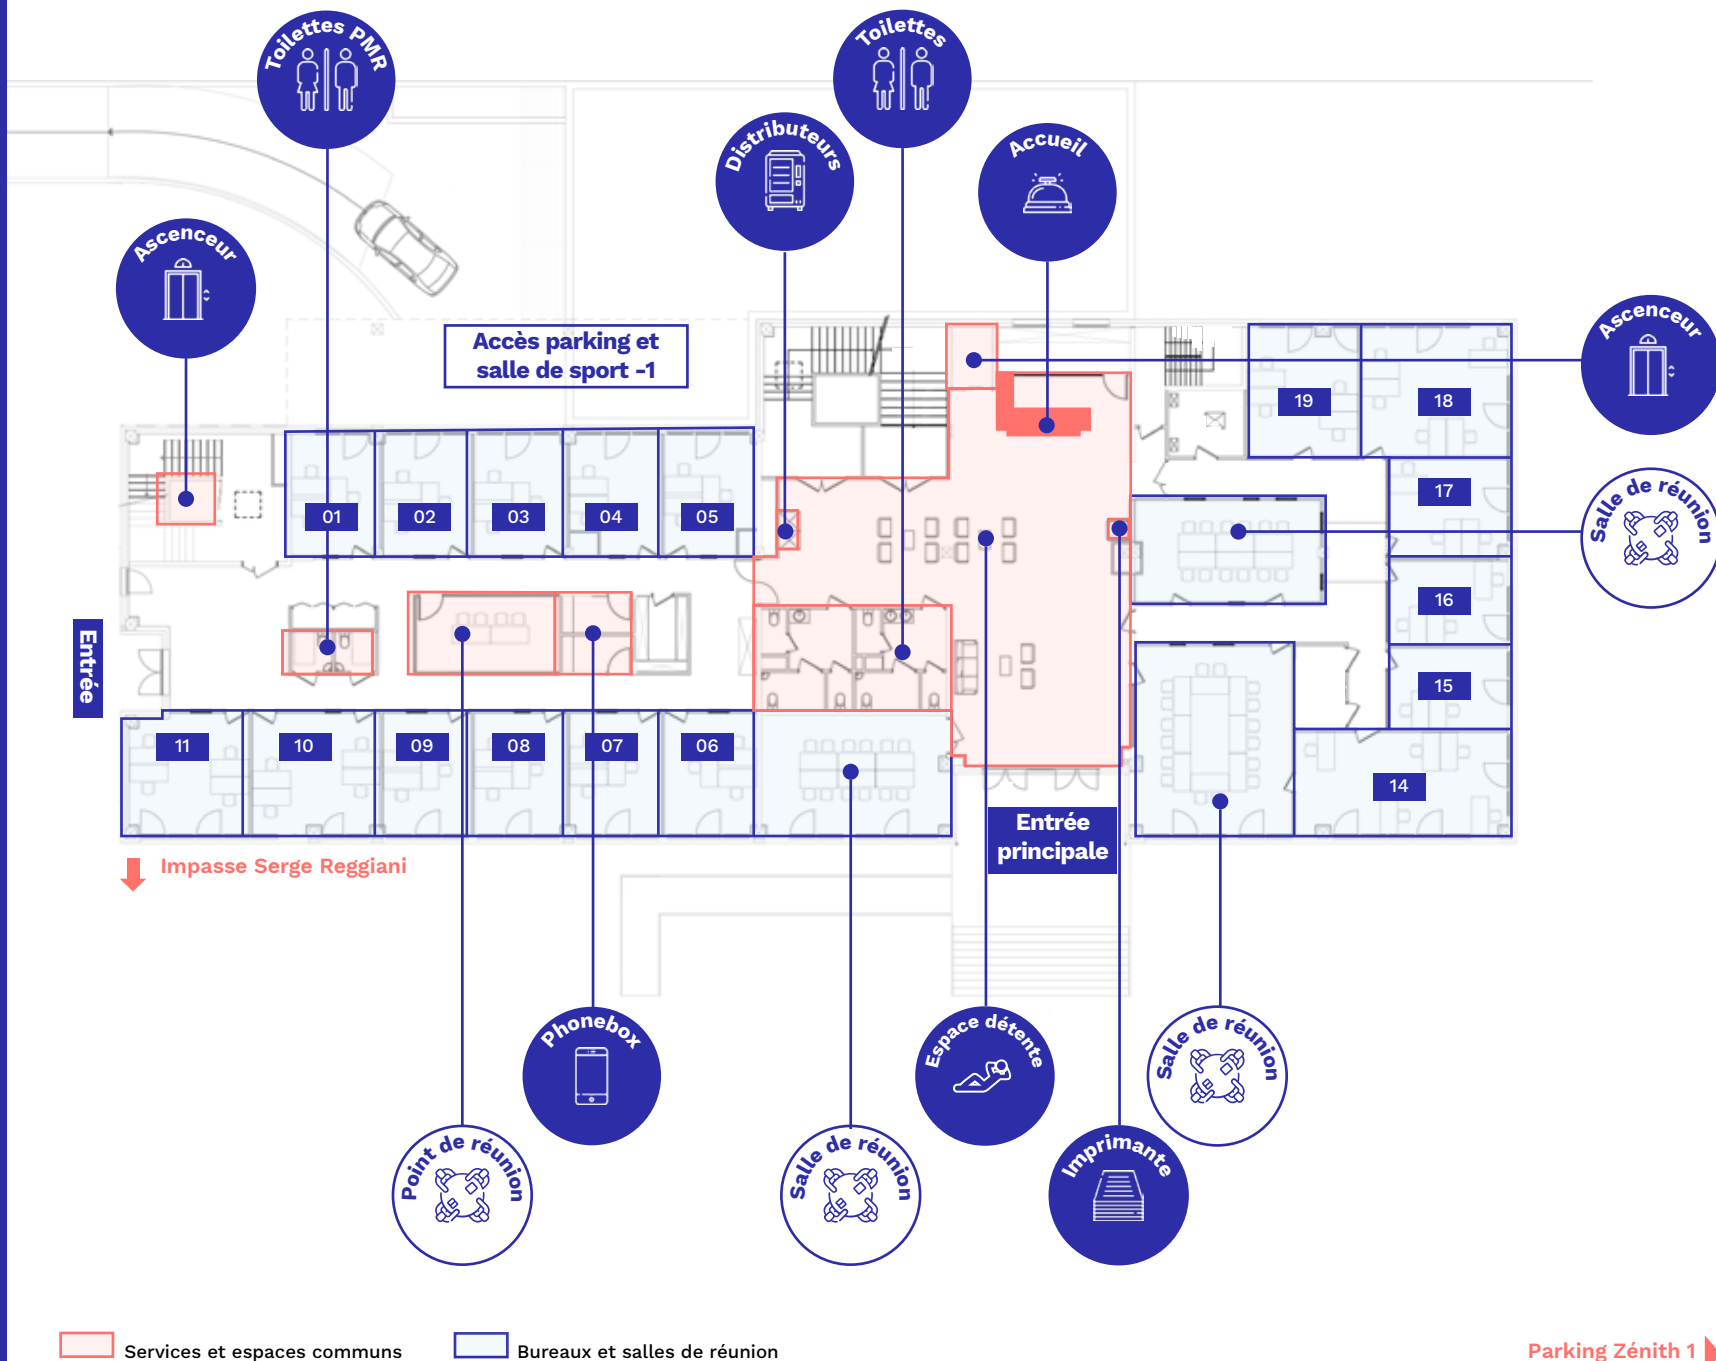 Toilettes PMR
Toilettes
Distributeurs
Accueil
Ascenceur
Ascenceur
Accès parking et
salle de sport -1
19
18
17
Salle de réunion
01
02
03
04
05
16
15
Entrée
11
10
09
08
07
06
14
Entrée
principale
Impasse Serge Reggiani
Phonebox
Espace détente
Salle de réunion
Point de réunion
Salle de réunion
Imprimante
Services et espaces communs
Bureaux et salles de réunion
Parking Zénith 1